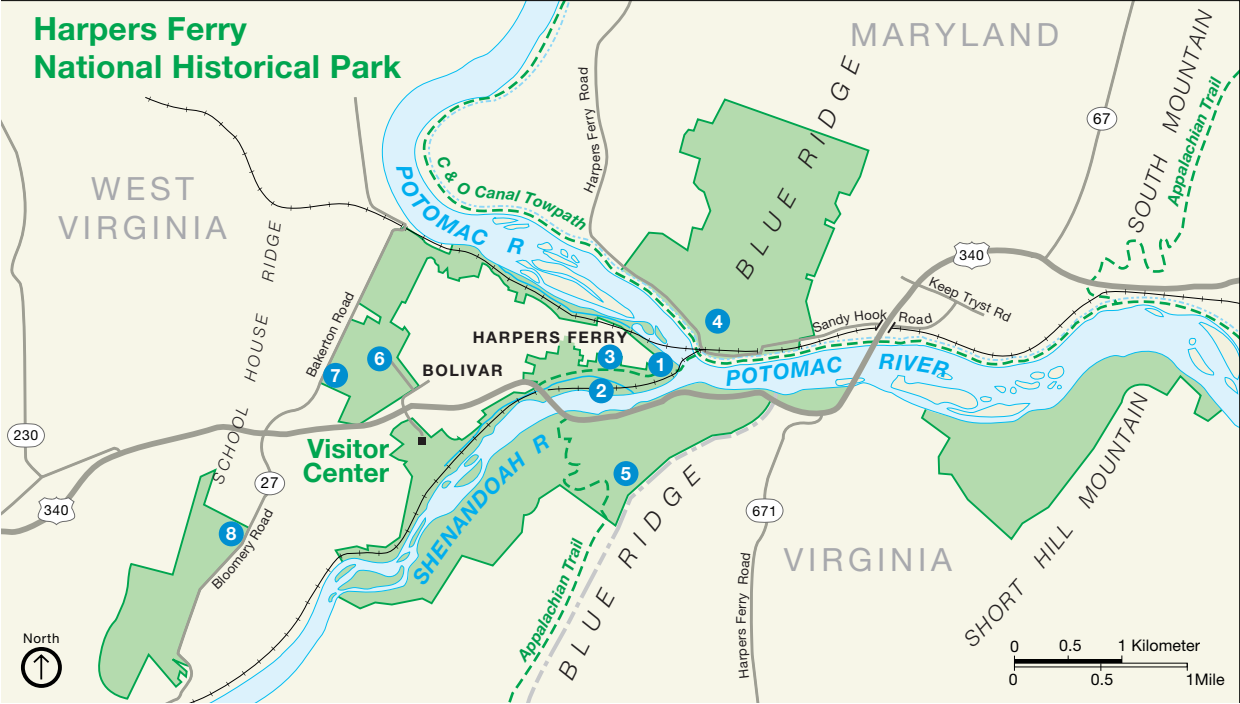 Harpers Ferry
National Historical Park
MARYLAND
SOUTH MOUNTAIN
Appalachian Trail
67
Harpers Ferry Road
BLUE RIDGE
C & O Canal Towpath
WEST
VIRGINIA
POTOMAC R
HOUSE RIDGE
SCHOOL
340
Keep Tryst Rd
Sandy Hook Road
4
Bakerton Road
HARPERS FERRY
3
1
6
7
BOLIVAR
2
POTOMAC RIVER
230
Visitor
Center
SHENANDOAH R
5
27
340
8
Bloomery Road
671
BLUE RIDGE
VIRGINIA
SHORT HILL MOUNTAIN
Appalachian Trail
Harpers Ferry Road
North
0 0.5 1 Kilometer
0 0.5 1Mile